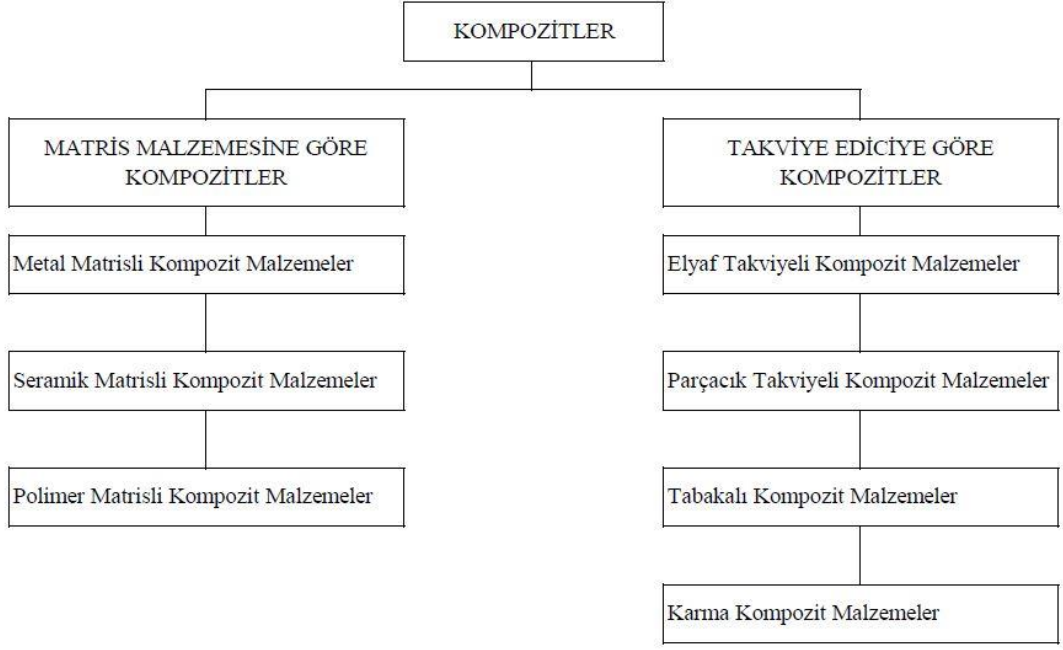 KOMPOZİTLER
MATRİS MALZEMESİNE GÖRE
KOMPOZİTLER
Metal Matrisli Kompozit Malzemeler
Seramik Matrisli Kompozit Malzemeler
Polimer Matrisli Kompozit Malzemeler
TAKVİYE EDİCİYE GÖRE
KOMPOZİTLER
Elyaf Takviyeli Kompozit Malzemeler
Parçacık Takviyeli Kompozit Malzemeler
Tabakalı Kompozit Malzemeler
Karma Kompozit Malzemeler